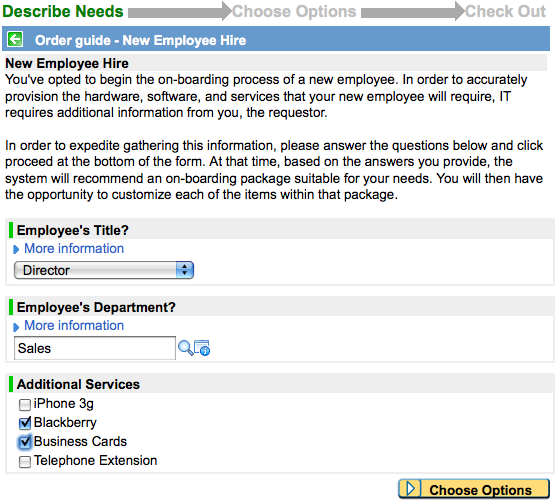 Describe Needs Choose Options Check Out
Order guide - New Employee Hire
New Employee Hire
You've opted to begin the on-boarding process of a new employee. In order to accurately
provision the hardware, software, and services that your new employee will require, IT
requires additional information from you, the requestor.
In order to expedite gathering this information, please answer the questions below and click
proceed at the bottom of the form. At that time, based on the answers you provide, the
system will recommend an on-boarding package suitable for your needs. You will then have
the opportunity to customize each of the items within that package.
Employee's Title?
More information
Director
Employee's Department?
More information
Sales
Additional Services
iPhone 3g
Blackberry
Business Cards
Telephone Extension
Choose Options